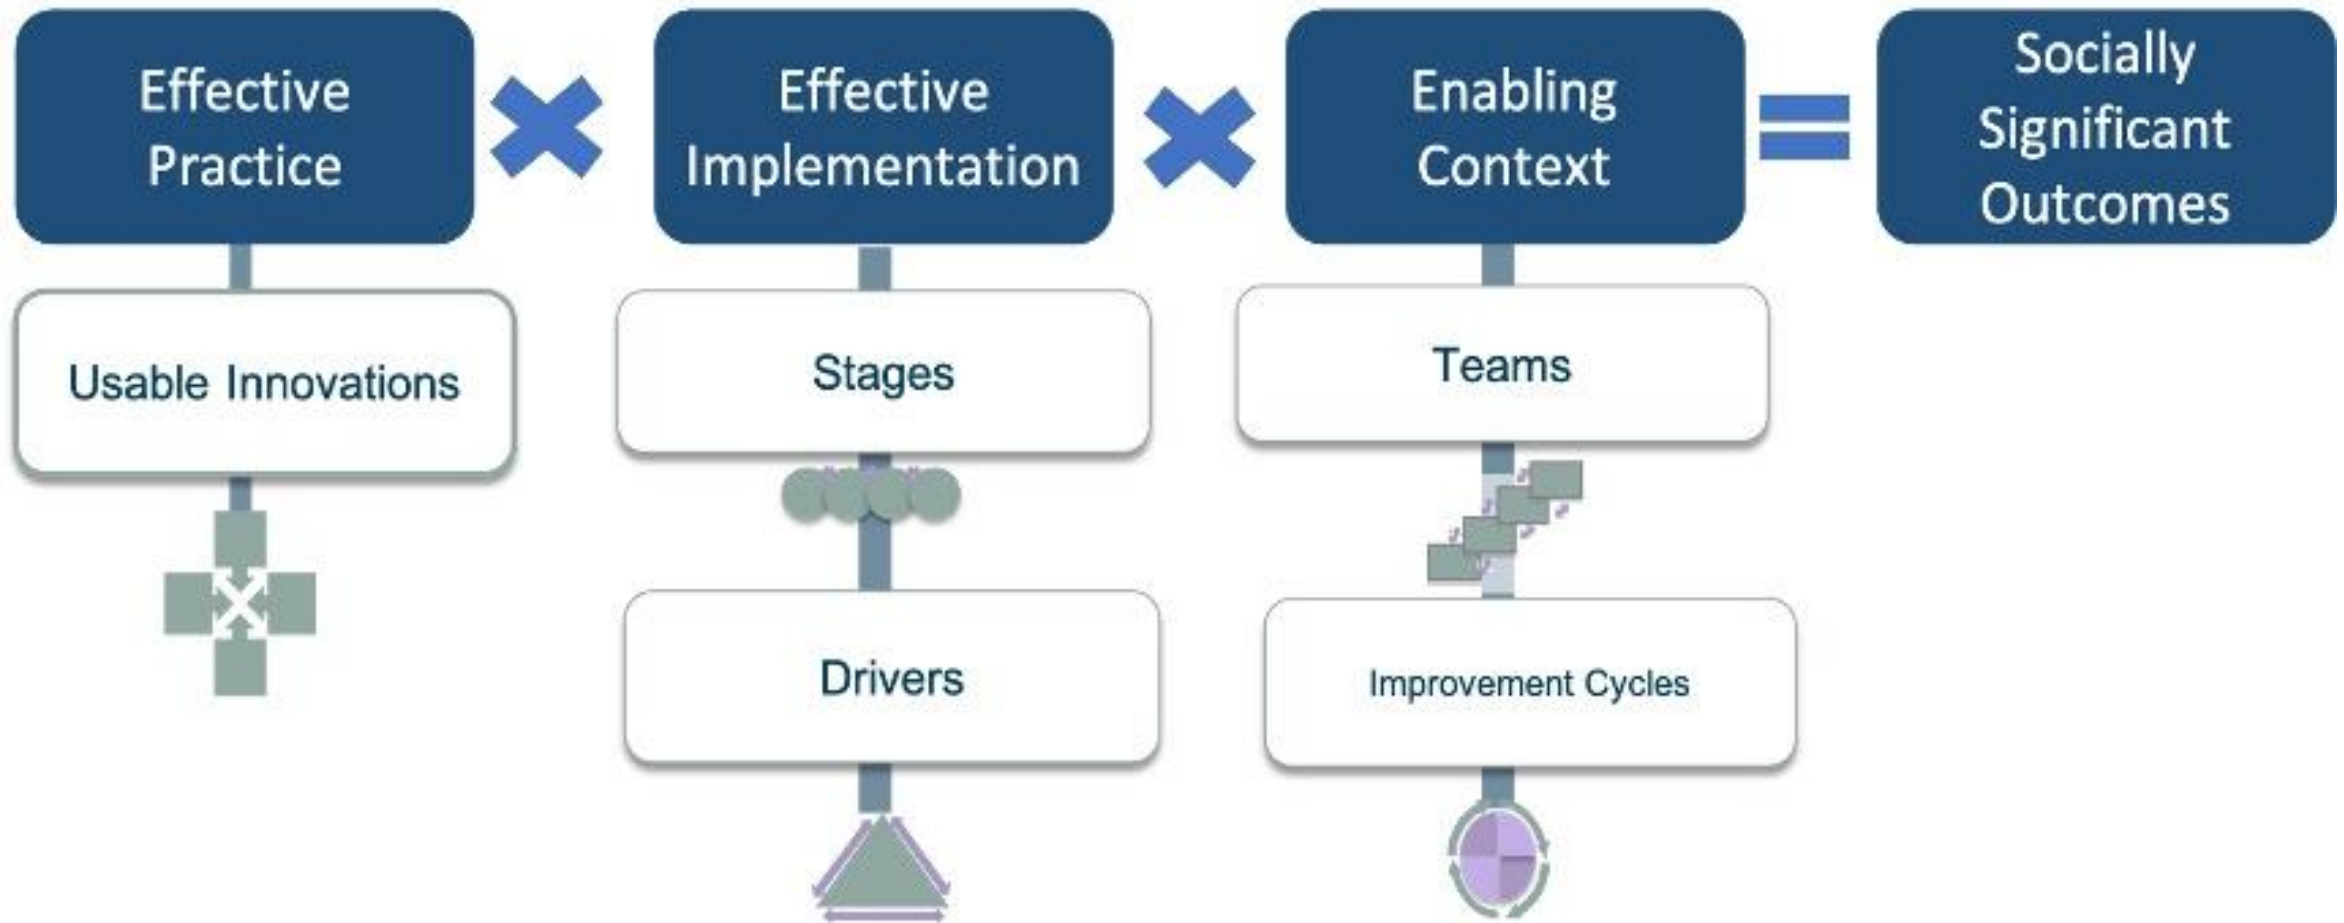 Effective
Practice
Effective
Implementation
Enabling
Context
Socially
Significant
Outcomes
Usable Innovations
Stages
Teams
Drivers
Improvement Cycles